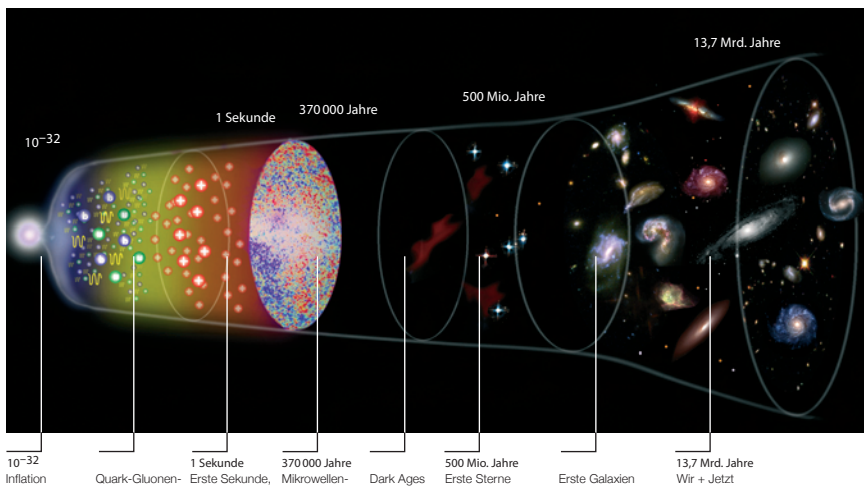 13,7 Mrd. Jahre
500 Mio. Jahre
370 000 Jahre
1 Sekunde
10⁻³²
10⁻³²
Inflation
Quark-Gluonen-
1 Sekunde
Erste Sekunde,
370 000 Jahre
Mikrowellen-
Dark Ages
500 Mio. Jahre
Erste Sterne
Erste Galaxien
13,7 Mrd. Jahre
Wir + Jetzt